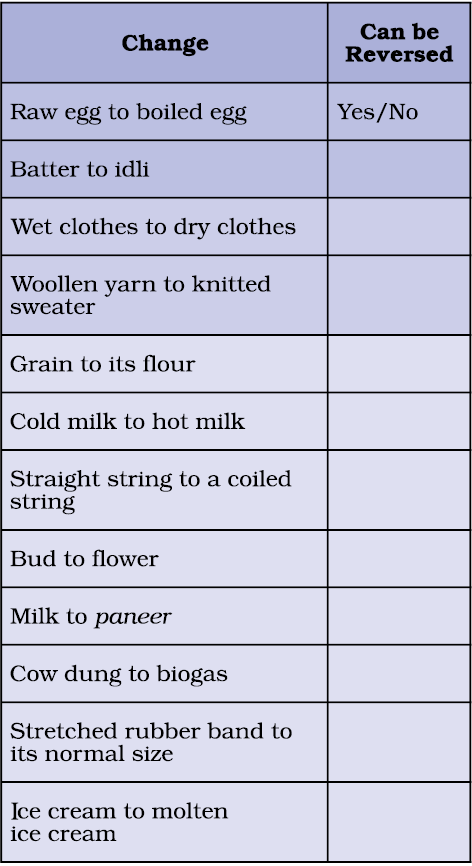 Change
Can be
Reversed
Raw egg to boiled egg
Yes/No
Batter to idli
Wet clothes to dry clothes
Woollen yarn to knitted
sweater
Grain to its flour
Cold milk to hot milk
Straight string to a coiled
string
Bud to flower
Milk to paneer
Cow dung to biogas
Stretched rubber band to
its normal size
Ice cream to molten
ice cream